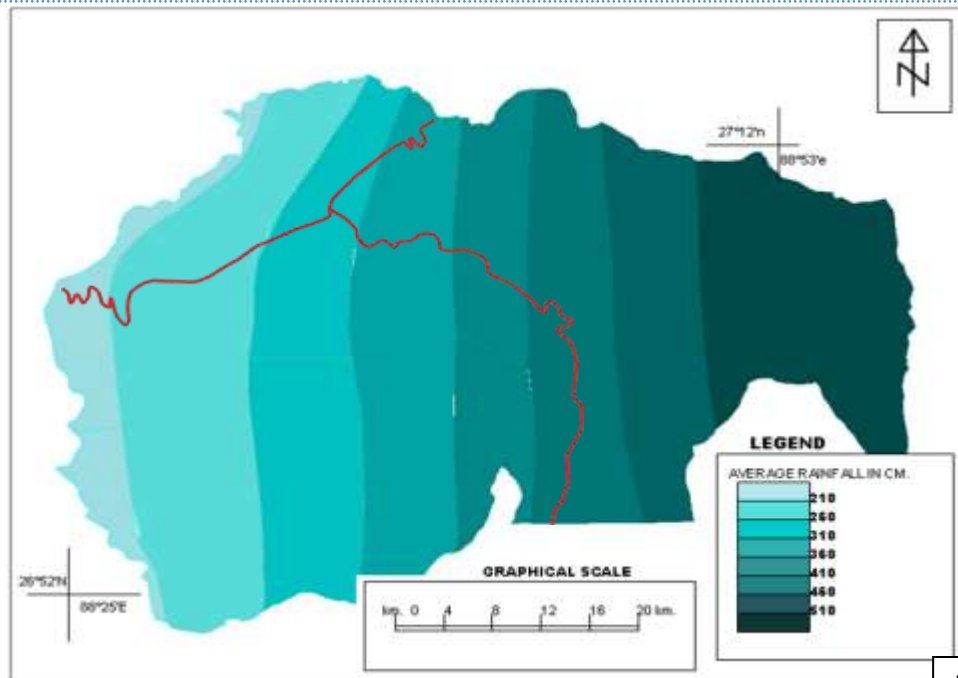 N
27°12'n
88°53'e
LEGEND
AVERAGE RAINFALL IN CM.
210
260
310
360
410
460
510
26°52'N
88°25'E
GRAPHICAL SCALE
km. 0 4 8 12 16 20 km.